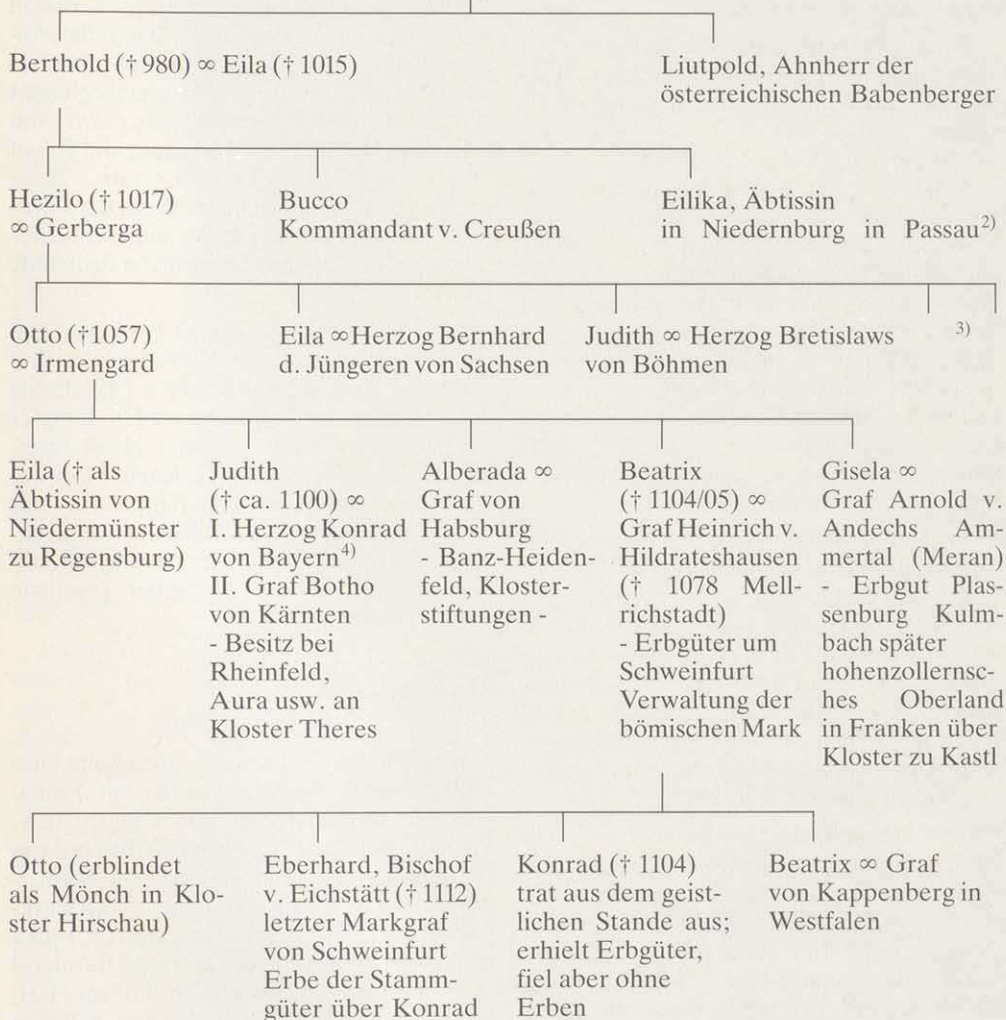 Berthold († 980) ∞ Eila († 1015)
Liutpold, Ahnherr der
österreichischen Babenberger
Hezilo († 1017)
∞ Gerberga
Bucco
Kommandant v. Creußen
Eilika, Äbtissin
in Niedernburg in Passau²⁾
Otto (†1057)
∞ Irmengard
Eila ∞Herzog Bernhard
d. Jüngeren von Sachsen
Judith ∞ Herzog Bretislaws
von Böhmen
³⁾
Eila († als
Äbtissin von
Niedermünster
zu Regensburg)
Judith
(† ca. 1100) ∞
I. Herzog Konrad
von Bayern⁴⁾
II. Graf Botho
von Kärnten
- Besitz bei
Rheinfeld,
Aura usw. an
Kloster Theres
Alberada ∞
Graf von
Habsburg
- Banz-Heiden-
feld, Kloster-
stiftungen -
Beatrix
(† 1104/05) ∞
Graf Heinrich v.
Hildrateshausen
(† 1078 Mell-
richstadt)
- Erbgüter um
Schweinfurt
Verwaltung der
bömischen Mark
Gisela ∞
Graf Arnold v.
Andechs Am-
mertal (Meran)
- Erbgut Plas-
senburg Kulm-
bach später
hohenzollernsc-
hes Oberland
in Franken über
Kloster zu Kastl
Otto (erblindet
als Mönch in Klo-
ster Hirschau)
Eberhard, Bischof
v. Eichstätt († 1112)
letzter Markgraf
von Schweinfurt
Erbe der Stamm-
güter über Konrad
Konrad († 1104)
trat aus dem geist-
lichen Stande aus;
erhielt Erbgüter,
fiel aber ohne
Erben
Beatrix ∞ Graf
von Kappenberg in
Westfalen